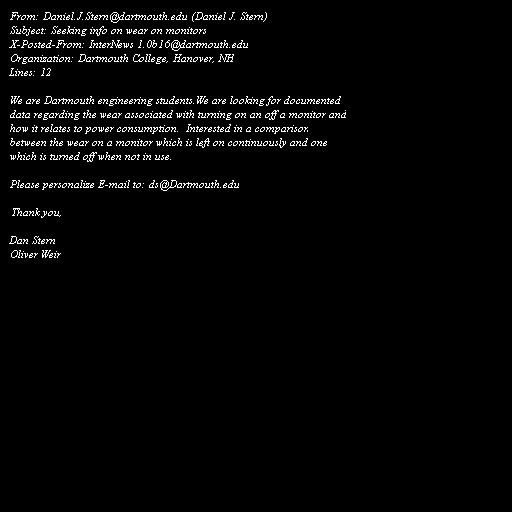 From: Daniel.J.Stern@dartmouth.edu (Daniel J. Stern)
Subject: Seeking info on wear on monitors
X-Posted-From: InterNews 1.0b16@dartmouth.edu
Organization: Dartmouth College, Hanover, NH
Lines: 12

We are Dartmouth engineering students.We are looking for documented
data regarding the wear associated with turning on an off a monitor and
how it relates to power consumption.  Interested in a comparison
between the wear on a monitor which is left on continuously and one
which is turned off when not in use.

Please personalize E-mail to: ds@Dartmouth.edu

Thank you,

Dan Stern
Oliver Weir